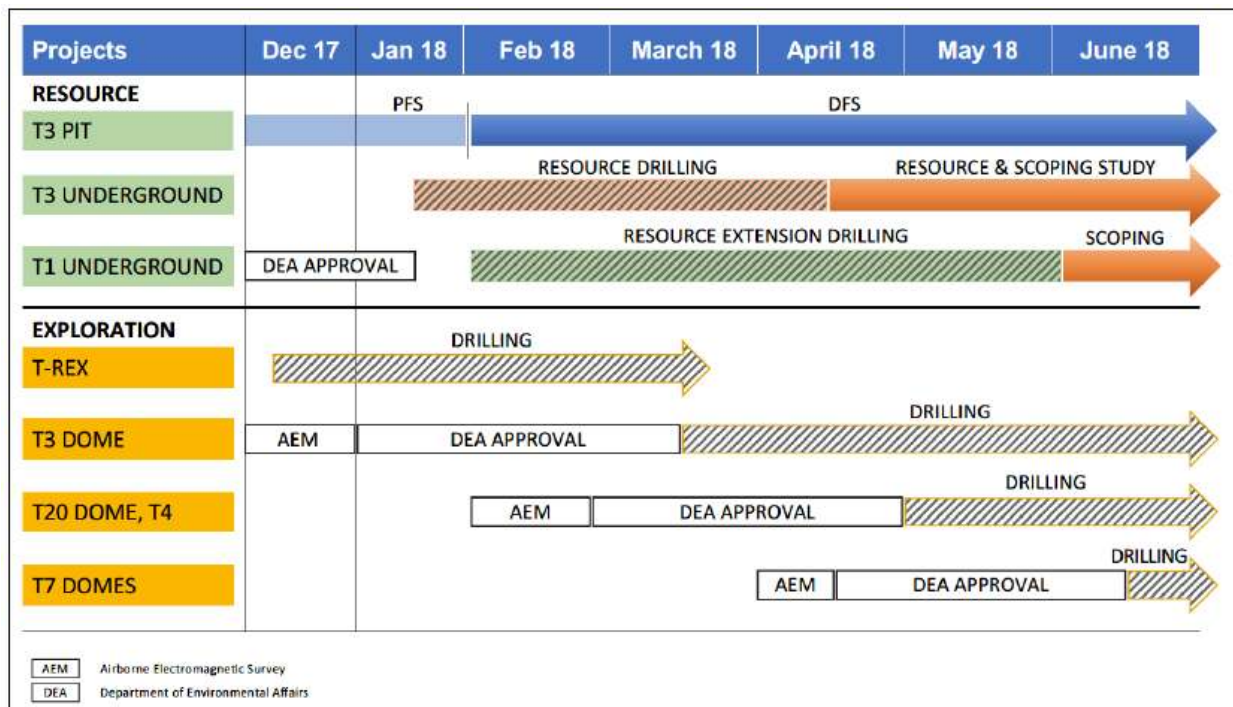 Projects Dec 17 Jan 18 Feb 18 March 18 April 18 May 18 June 18
RESOURCE
PFS DFS
T3 PIT
RESOURCE DRILLING RESOURCE & SCOPING STUDY
T3 UNDERGROUND
RESOURCE EXTENSION DRILLING SCOPING
T1 UNDERGROUND DEA APPROVAL
EXPLORATION
DRILLING
T-REX
DRILLING
T3 DOME AEM DEA APPROVAL
DRILLING
T20 DOME, T4 AEM DEA APPROVAL
DRILLING
T7 DOMES AEM DEA APPROVAL
AEM Airborne Electromagnetic Survey
DEA Department of Environmental Affairs